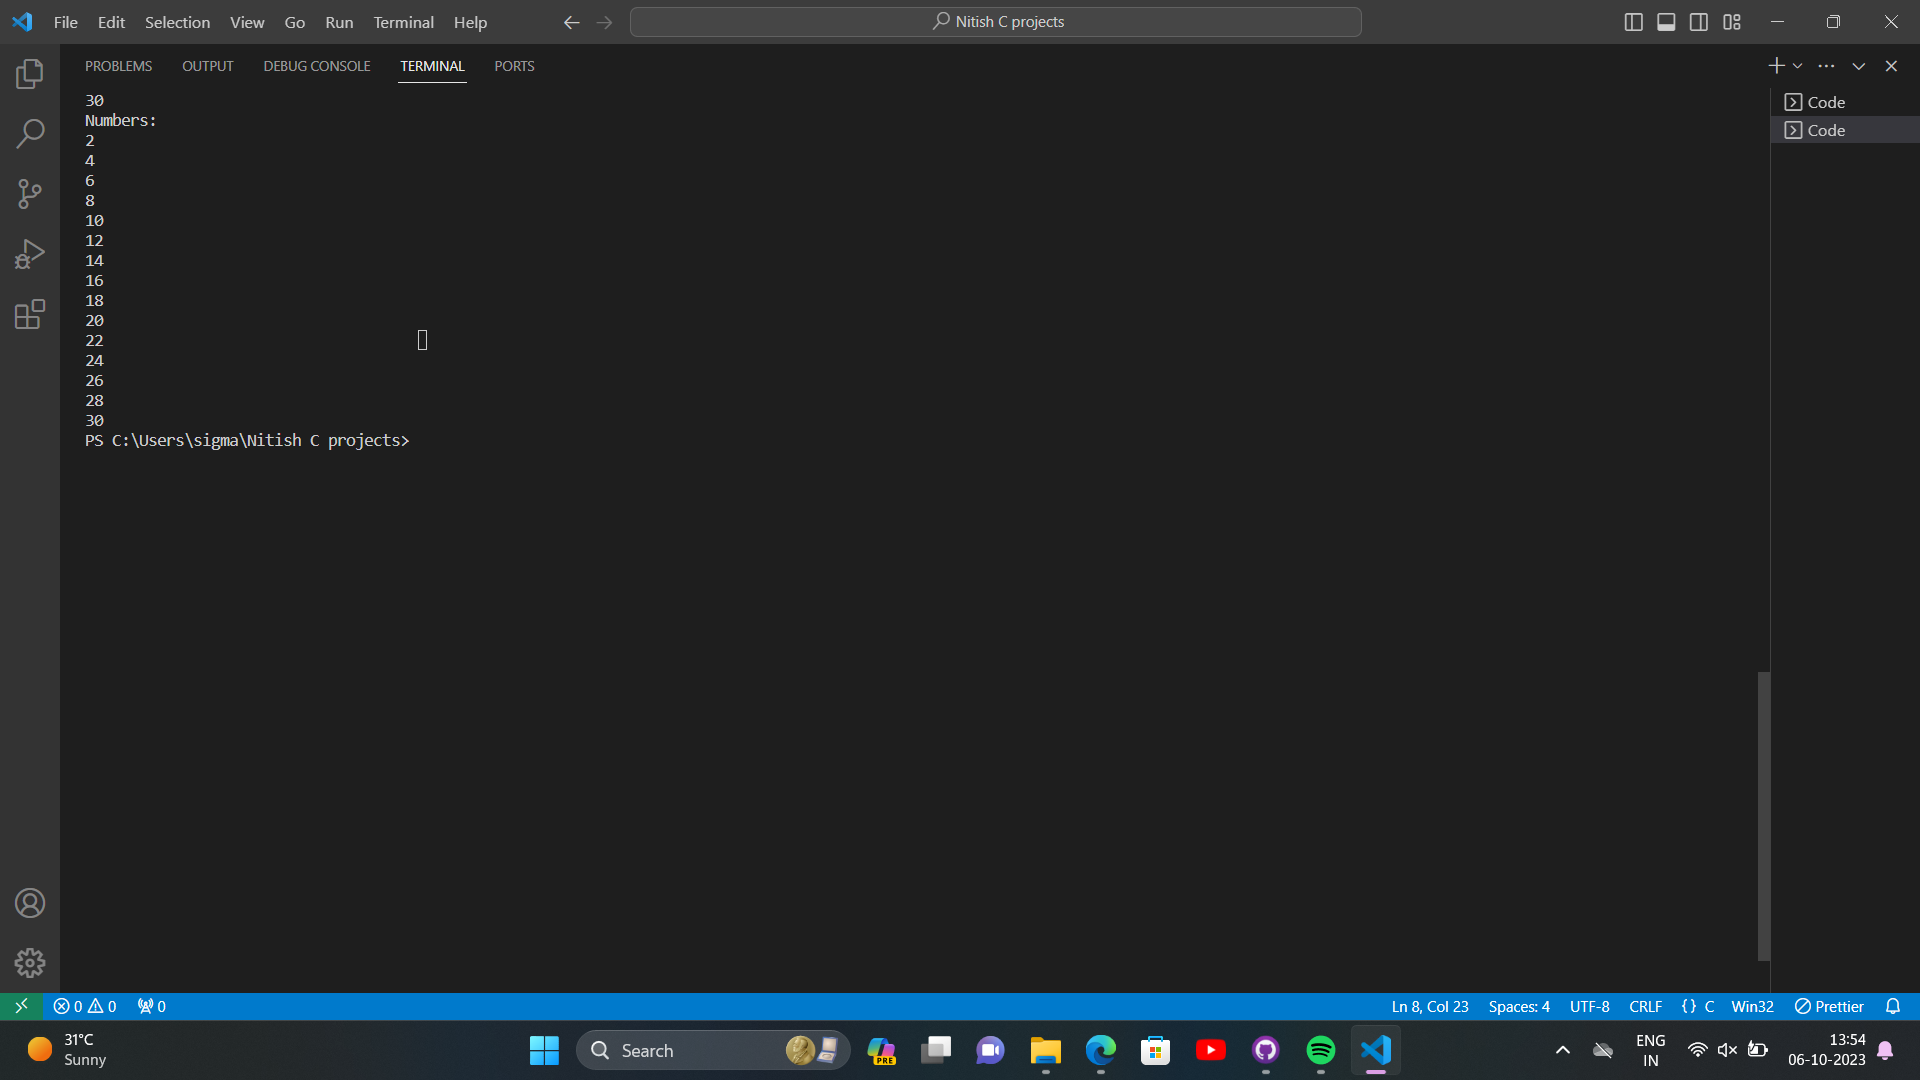 File Edit Selection View Go Run Terminal Help Nitish C projects
PROBLEMS OUTPUT DEBUG CONSOLE TERMINAL PORTS
30
Numbers:
2
4
6
8
10
12
14
16
18
20
22
24
26
28
30
PS C:\Users\sigma\Nitish C projects>
Code
Code
0 0 0 Ln 8, Col 23 Spaces: 4 UTF-8 CRLF {} C Win32 Prettier
31°C
Sunny
Search
PRE
ENG
IN
13:54
06-10-2023